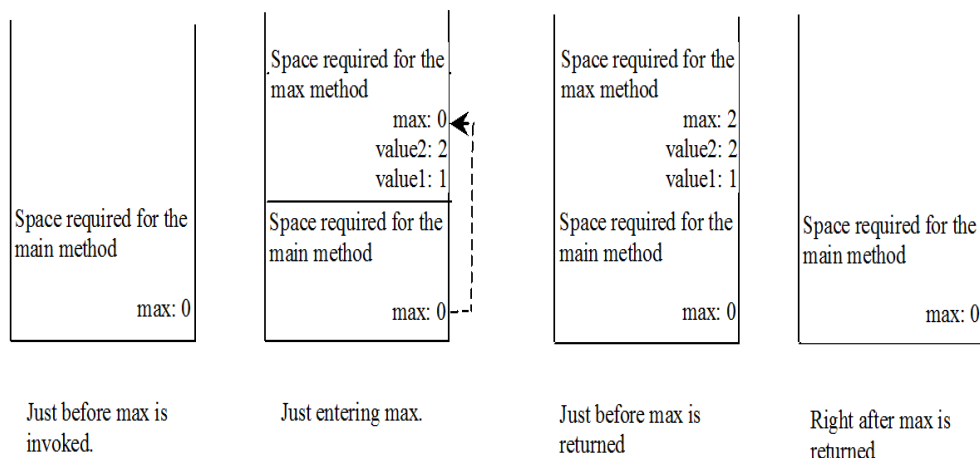 Space required for the
main method
max: 0
Just before max is
invoked.
Space required for the
max method
max: 0
value2: 2
value1: 1
Space required for the
main method
max: 0
Just entering max.
Space required for the
max method
max: 2
value2: 2
value1: 1
Space required for the
main method
max: 0
Just before max is
returned
Space required for the
main method
max: 0
Right after max is
returned